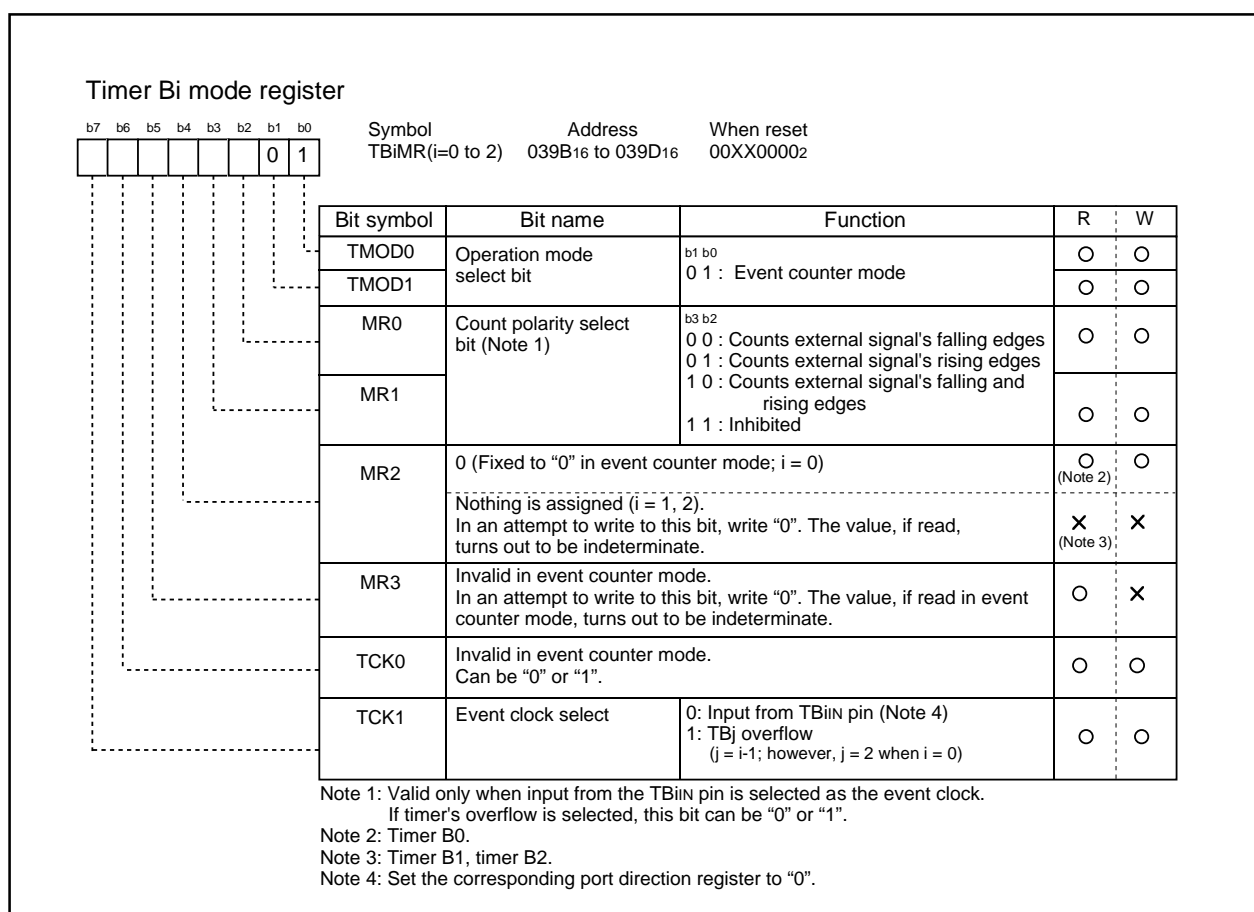 Timer Bi mode register
b7 b6 b5 b4 b3 b2 b1 b0
0 1
Symbol Address When reset
TBiMR(i=0 to 2) 039B16 to 039D16 00XX00002
Bit symbol Bit name Function R W
TMOD0
TMOD1
Operation mode
select bit
b1 b0
0 1 : Event counter mode
MR0
MR1
Count polarity select
bit (Note 1)
b3 b2
0 0 : Counts external signal's falling edges
0 1 : Counts external signal's rising edges
1 0 : Counts external signal's falling and
rising edges
1 1 : Inhibited
MR2
0 (Fixed to “0” in event counter mode; i = 0)
(Note 2)
Nothing is assigned (i = 1, 2).
In an attempt to write to this bit, write “0”. The value, if read,
turns out to be indeterminate.
(Note 3)
MR3
Invalid in event counter mode.
In an attempt to write to this bit, write “0”. The value, if read in event
counter mode, turns out to be indeterminate.
TCK0
Invalid in event counter mode.
Can be “0” or “1”.
TCK1
Event clock select
0: Input from TBiIN pin (Note 4)
1: TBj overflow
(j = i-1; however, j = 2 when i = 0)
Note 1: Valid only when input from the TBiIN pin is selected as the event clock.
If timer's overflow is selected, this bit can be “0” or “1”.
Note 2: Timer B0.
Note 3: Timer B1, timer B2.
Note 4: Set the corresponding port direction register to “0”.